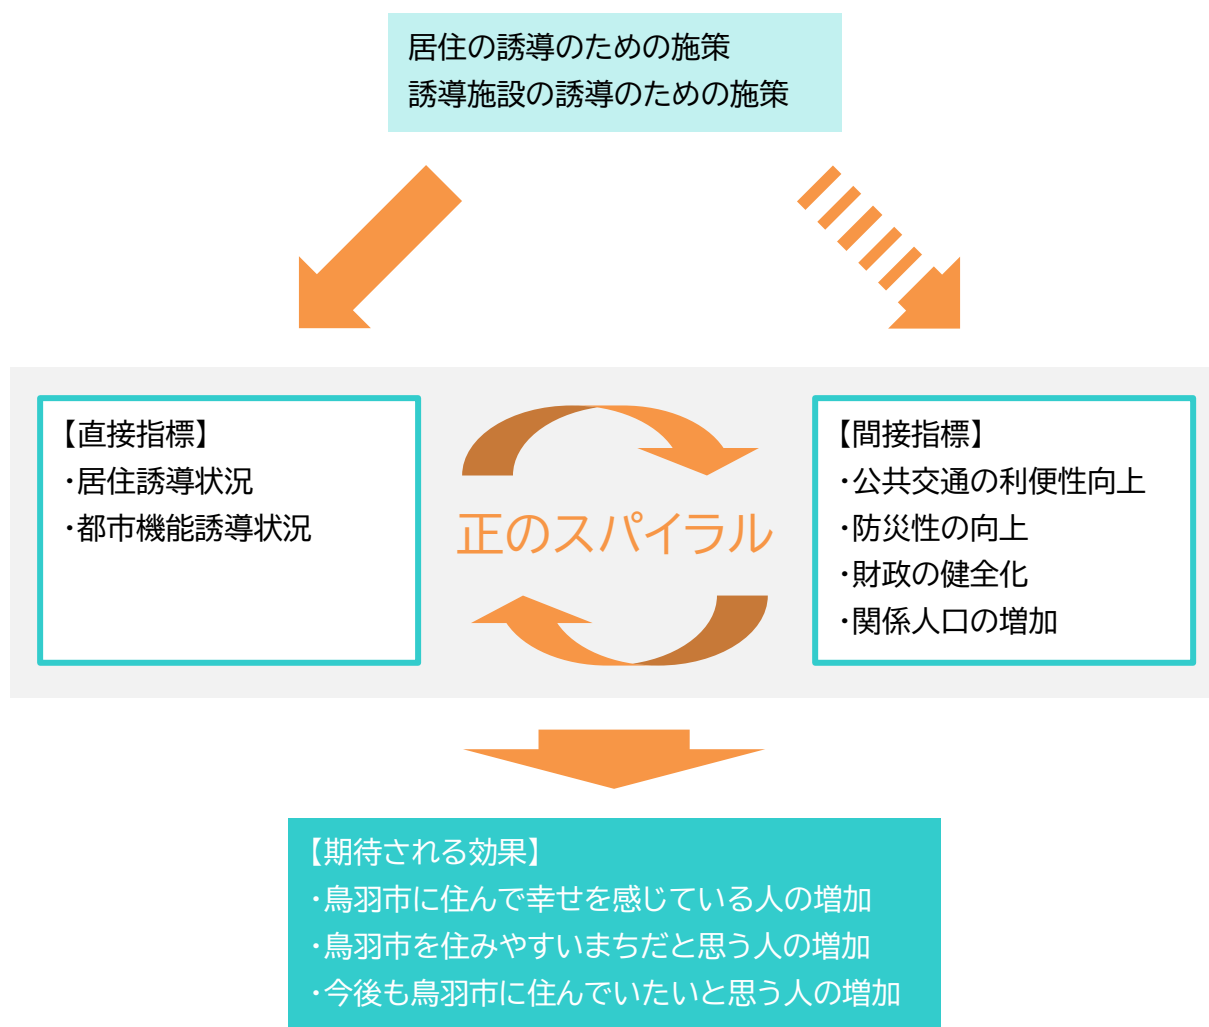 居住の誘導のための施策
誘導施設の誘導のための施策
【直接指標】
・居住誘導状況
・都市機能誘導状況
正のスパイラル
【間接指標】
・公共交通の利便性向上
・防災性の向上
・財政の健全化
・関係人口の増加
【期待される効果】
・鳥羽市に住んで幸せを感じている人の増加
・鳥羽市を住みやすいまちだと思う人の増加
・今後も鳥羽市に住んでいたいと思う人の増加